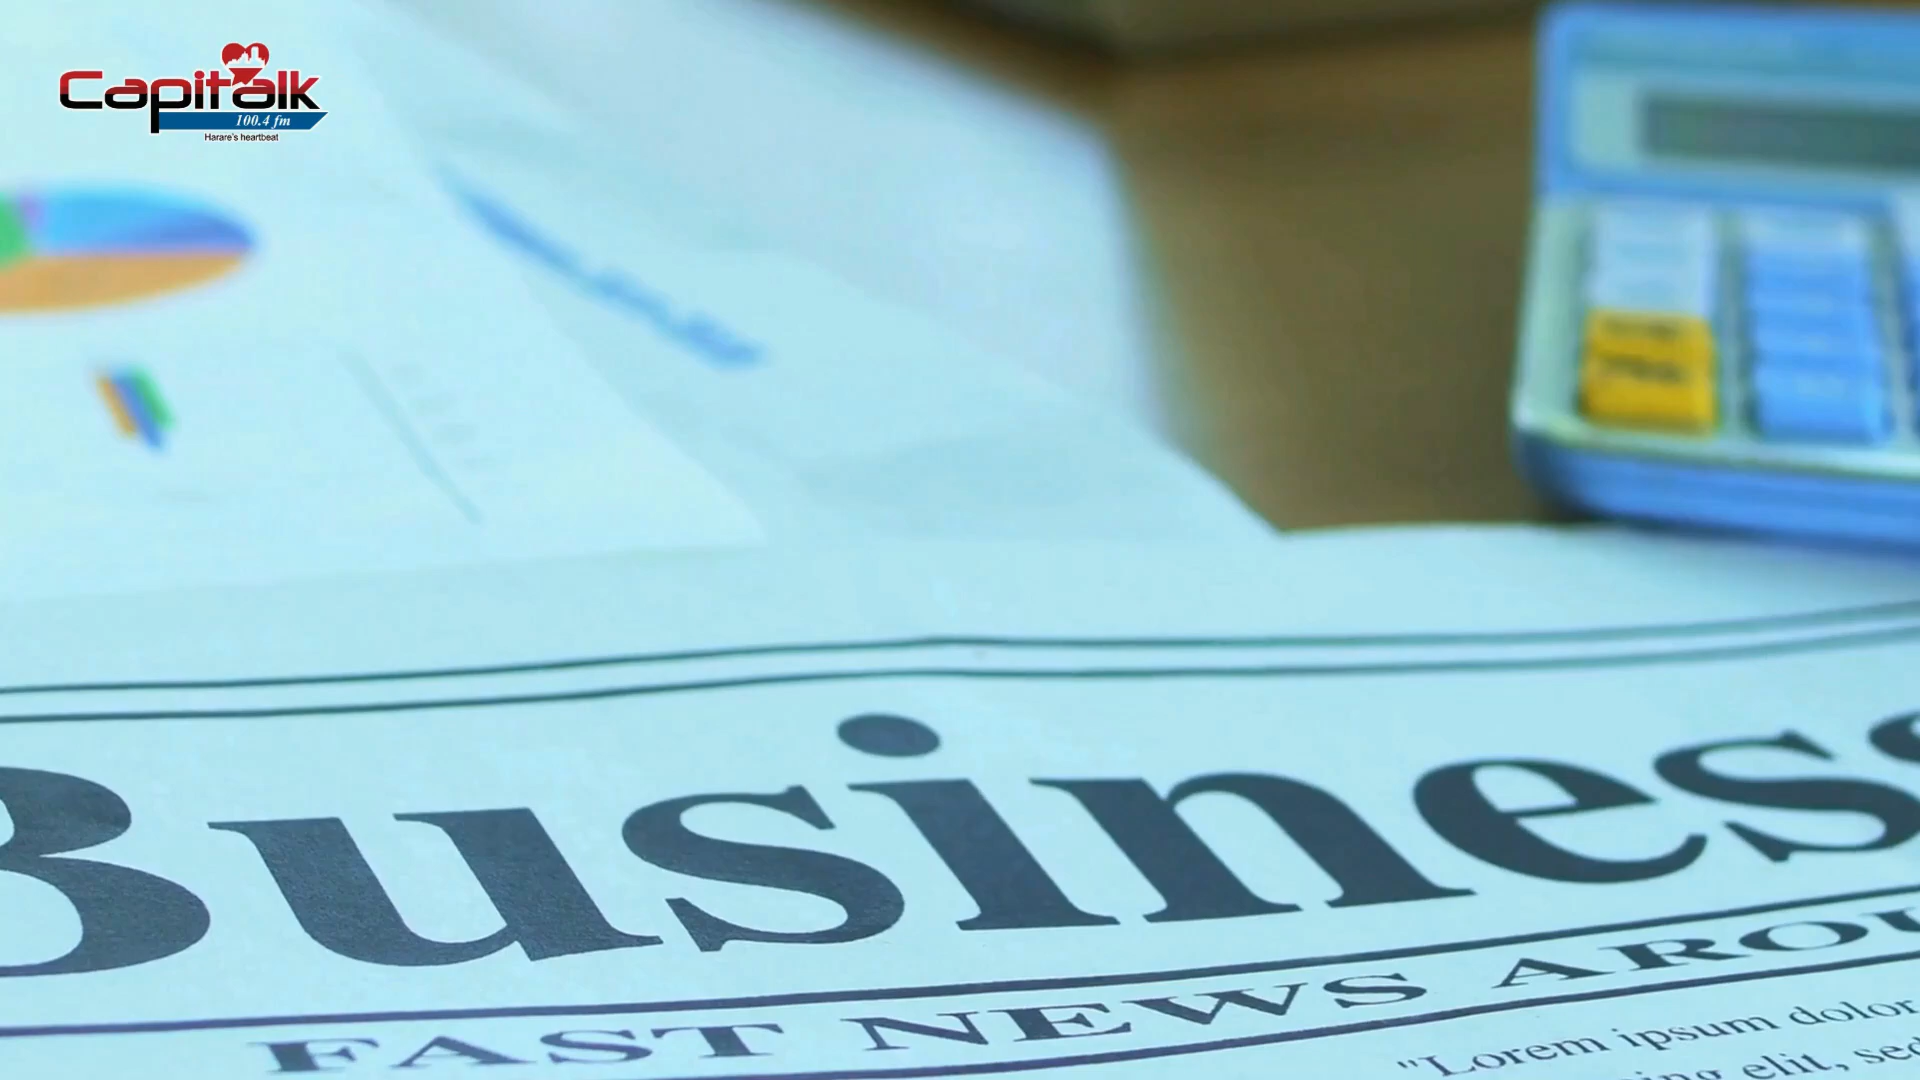 Capitalk
100.4 fm
Harare's heartbeat
Business
FAST NEWS AROU
"Lorem ipsum dolor
elit, sed